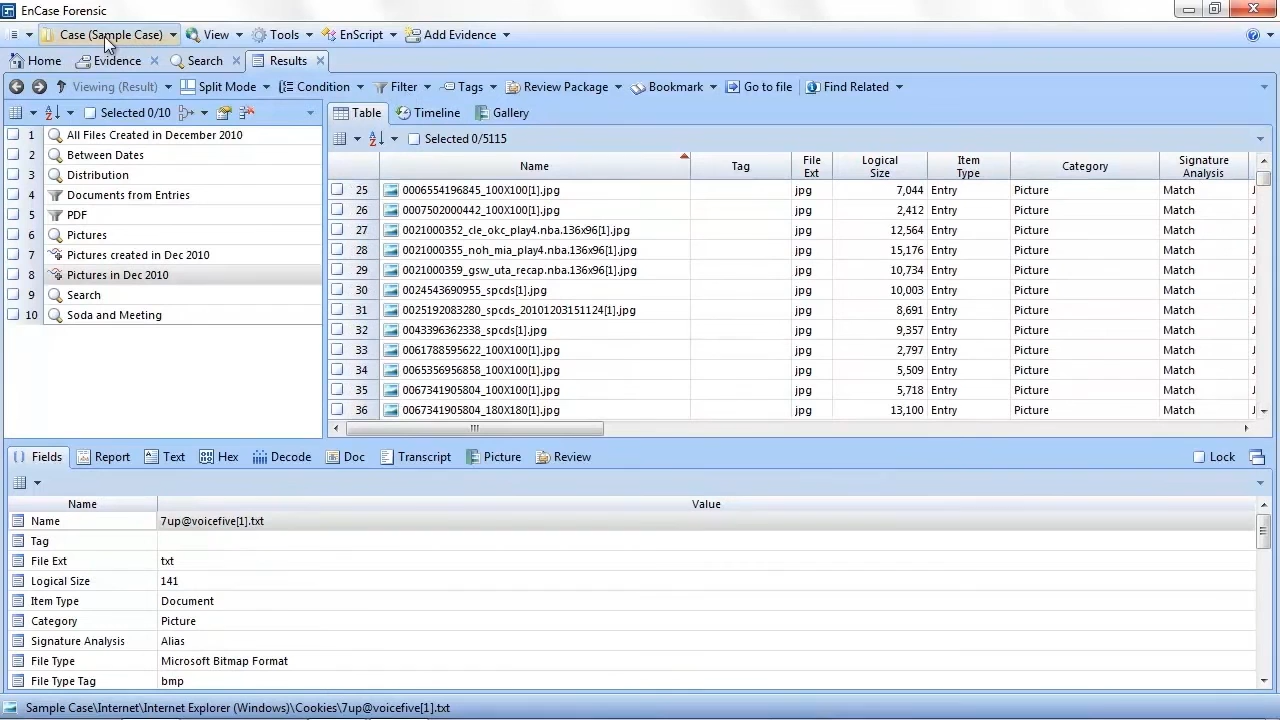 EnCase Forensic
Case (Sample Case) View Tools EnScript Add Evidence
Home Evidence Search Results
Viewing (Result) Split Mode Condition Filter Tags Review Package Bookmark Go to file Find Related
Selected 0/10
1 All Files Created in December 2010
2 Between Dates
3 Distribution
4 Documents from Entries
5 PDF
6 Pictures
7 Pictures created in Dec 2010
8 Pictures in Dec 2010
9 Search
10 Soda and Meeting
Table Timeline Gallery
Selected 0/5115
Name Tag File Ext Logical Size Item Type Category Signature Analysis
25 0006554196845_100X100[1].jpg jpg 7,044 Entry Picture Match
26 0007502000442_100X100[1].jpg jpg 2,412 Entry Picture Match
27 0021000352_cle_okc_play4.nba.136x96[1].jpg jpg 12,564 Entry Picture Match
28 0021000355_noh_mia_play4.nba.136x96[1].jpg jpg 15,176 Entry Picture Match
29 0021000359_gsw_uta_recap.nba.136x96[1].jpg jpg 10,734 Entry Picture Match
30 0024543690955_spcds[1].jpg jpg 10,003 Entry Picture Match
31 0025192083280_spcds_20101203151124[1].jpg jpg 8,691 Entry Picture Match
32 0043396362338_spcds[1].jpg jpg 9,357 Entry Picture Match
33 0061788595622_100X100[1].jpg jpg 2,797 Entry Picture Match
34 0065356956858_100X100[1].jpg jpg 5,509 Entry Picture Match
35 0067341905804_100X100[1].jpg jpg 5,718 Entry Picture Match
36 0067341905804_180X180[1].jpg jpg 13,100 Entry Picture Match
Fields Report Text Hex Decode Doc Transcript Picture Review Lock
Name Value
Name 7up@voicefive[1].txt
Tag
File Ext txt
Logical Size 141
Item Type Document
Category Picture
Signature Analysis Alias
File Type Microsoft Bitmap Format
File Type Tag bmp
Sample Case\Internet\Internet Explorer (Windows)\Cookies\7up@voicefive[1].txt